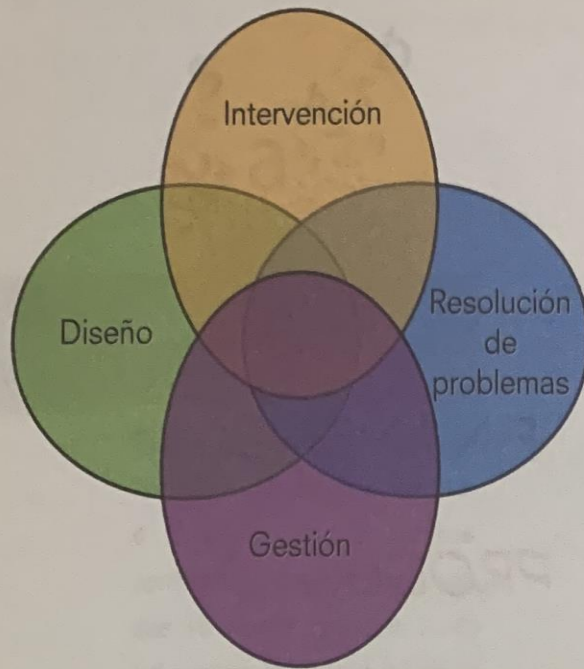 Intervención
Diseño
Resolución
de
problemas
Gestión